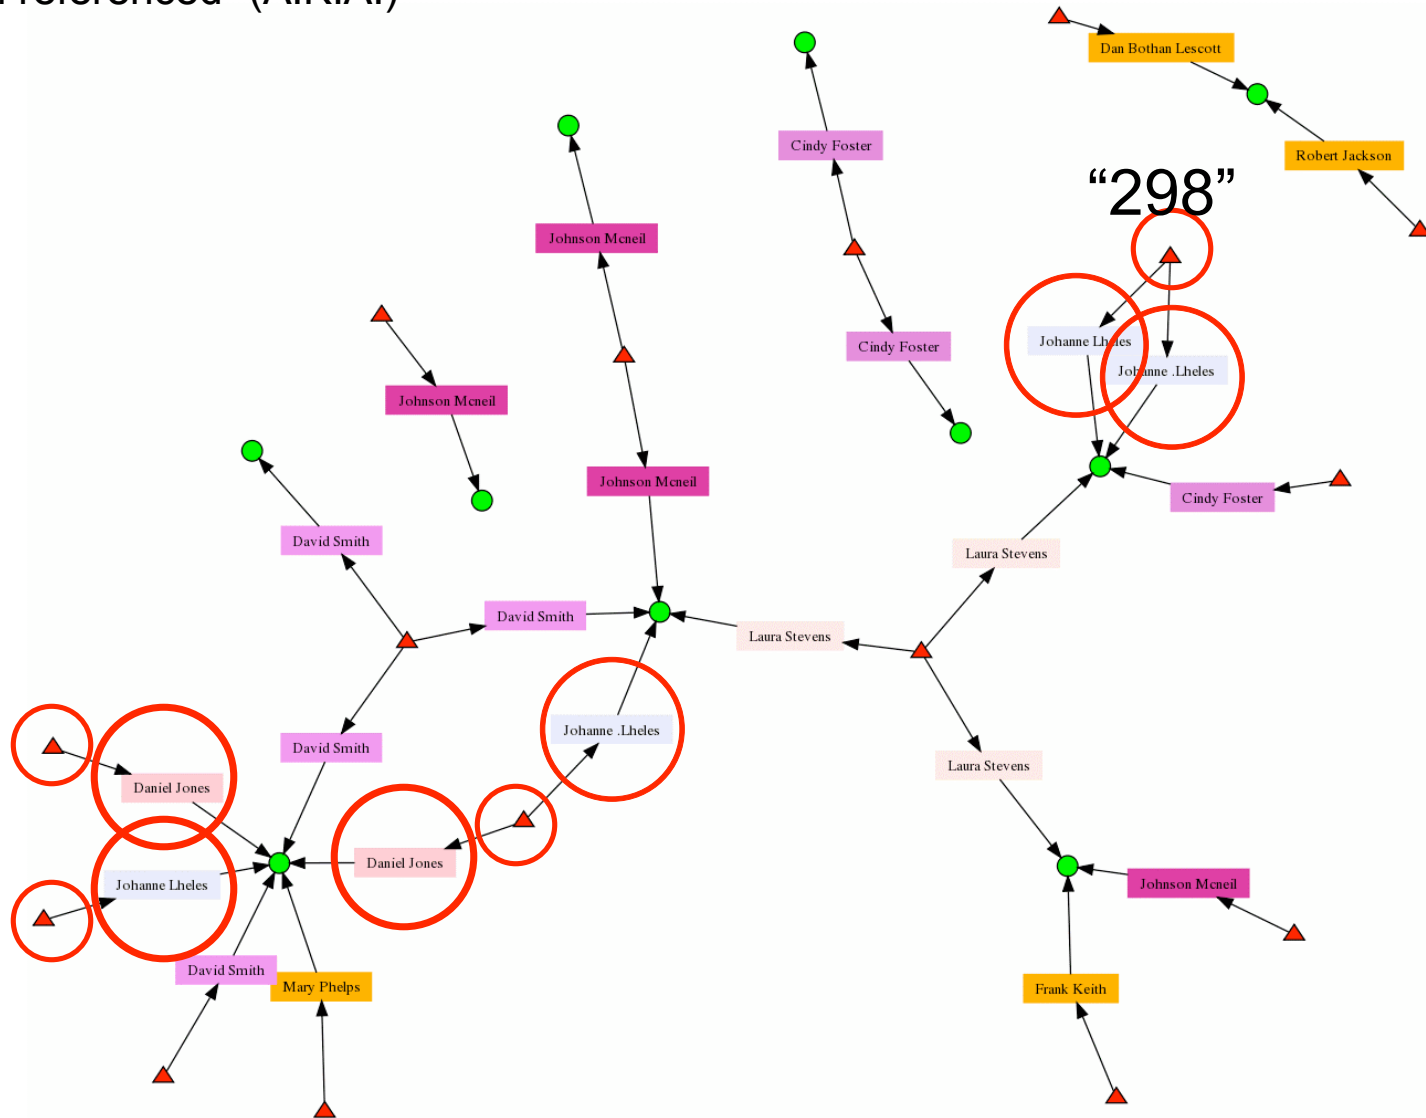 Dan Bothan Lescott
Cindy Foster
Robert Jackson
“298”
Johnson Mcneil
Johanne Lheles
Cindy Foster
Johanne .Lheles
Johnson Mcneil
Johnson Mcneil
Cindy Foster
David Smith
Laura Stevens
David Smith
Laura Stevens
Johanne .Lheles
David Smith
Laura Stevens
Daniel Jones
Daniel Jones
Johanne Lheles
Johnson Mcneil
David Smith
Mary Phelps
Frank Keith